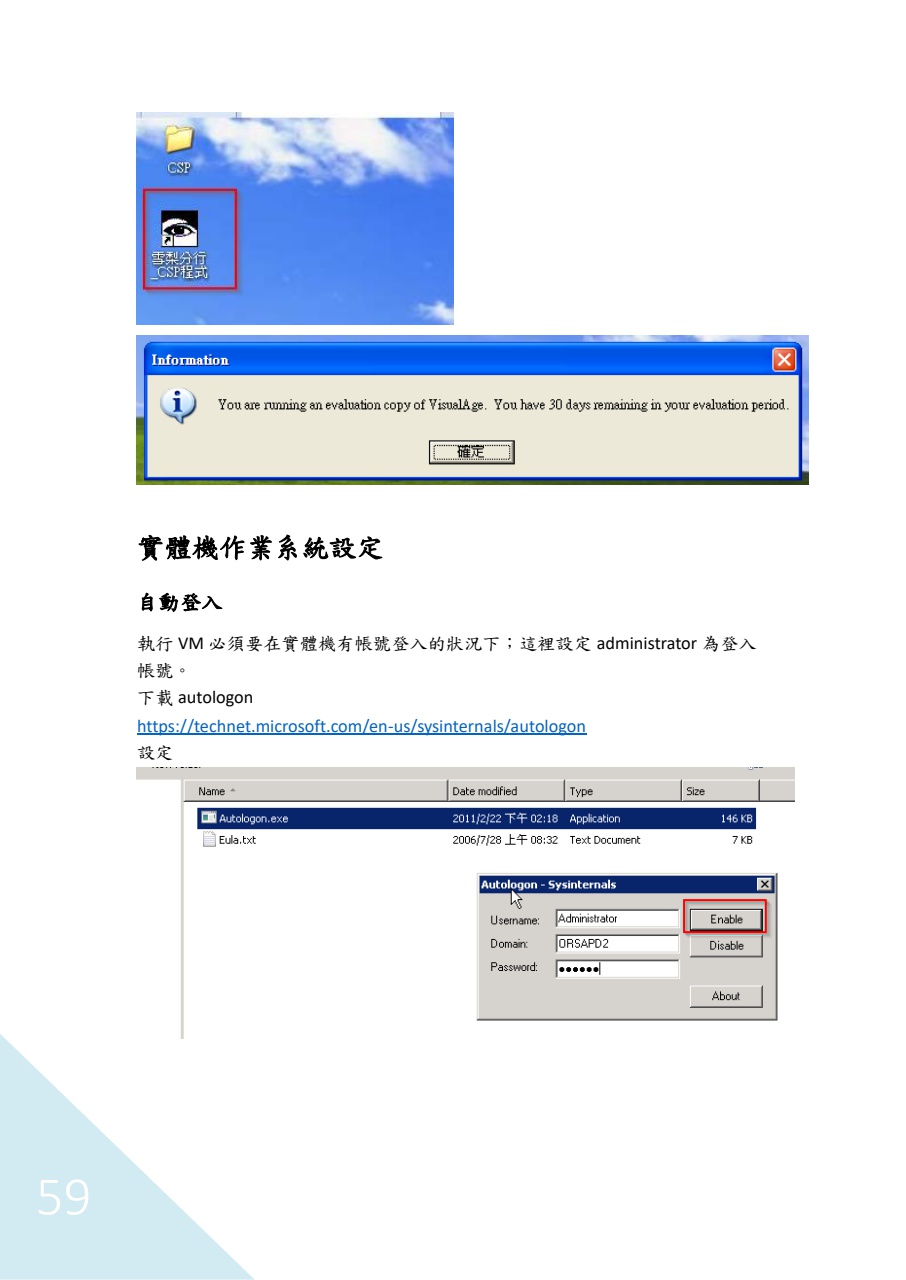 CSP
雪梨分行
_CSP程式
Information
You are running an evaluation copy of VisualAge. You have 30 days remaining in your evaluation period.
確定
實體機作業系統設定
自動登入
執行 VM 必須要在實體機有帳號登入的狀況下；這裡設定 administrator 為登入
帳號。
下載 autologon
https://technet.microsoft.com/en-us/sysinternals/autologon
設定
Name Date modified Type Size
Autologon.exe 2011/2/22 下午 02:18 Application 146 KB
Eula.txt 2006/7/28 上午 08:32 Text Document 7 KB
Autologon - Sysinternals
Username: Administrator Enable
Domain: ORSAPD2 Disable
Password: ●●●●●●
About
59